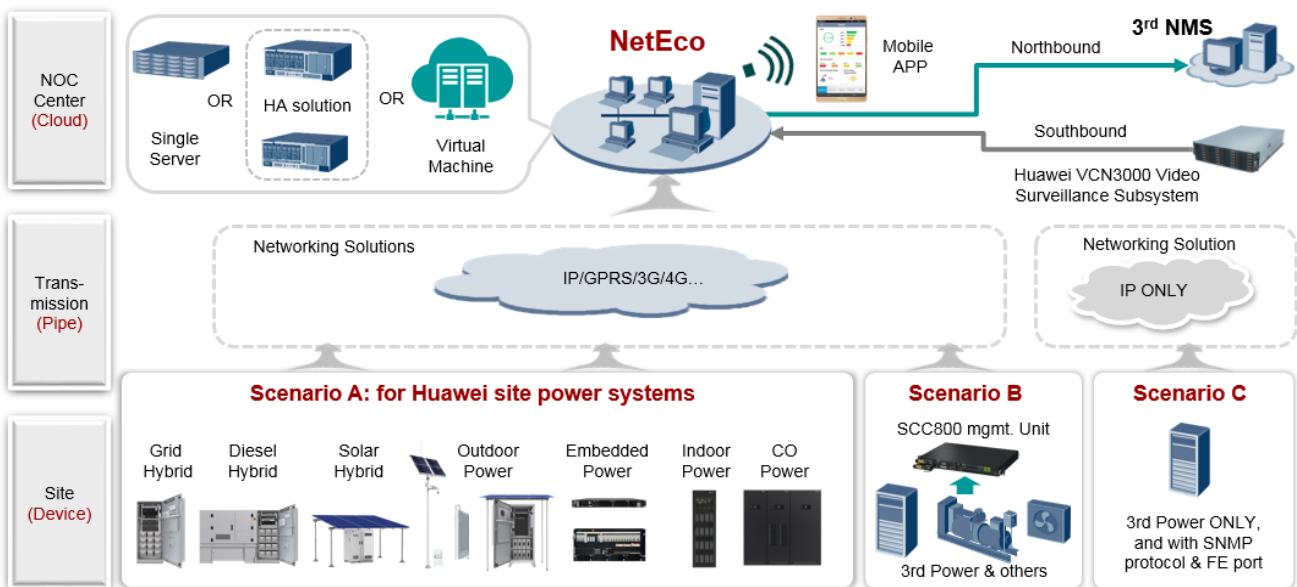 NOC
Center
(Cloud)
OR
HA solution
OR
Single
Server
Virtual
Machine
NetEco
Mobile
APP
Northbound
3rd NMS
Southbound
Huawei VCN3000 Video
Surveillance Subsystem
Trans-
mission
(Pipe)
Networking Solutions
IP/GPRS/3G/4G...
Networking Solution
IP ONLY
Site
(Device)
Scenario A: for Huawei site power systems
Grid
Hybrid
Diesel
Hybrid
Solar
Hybrid
Outdoor
Power
Embedded
Power
Indoor
Power
CO
Power
Scenario B
SCC800 mgmt. Unit
3rd Power & others
Scenario C
3rd Power ONLY,
and with SNMP
protocol & FE port